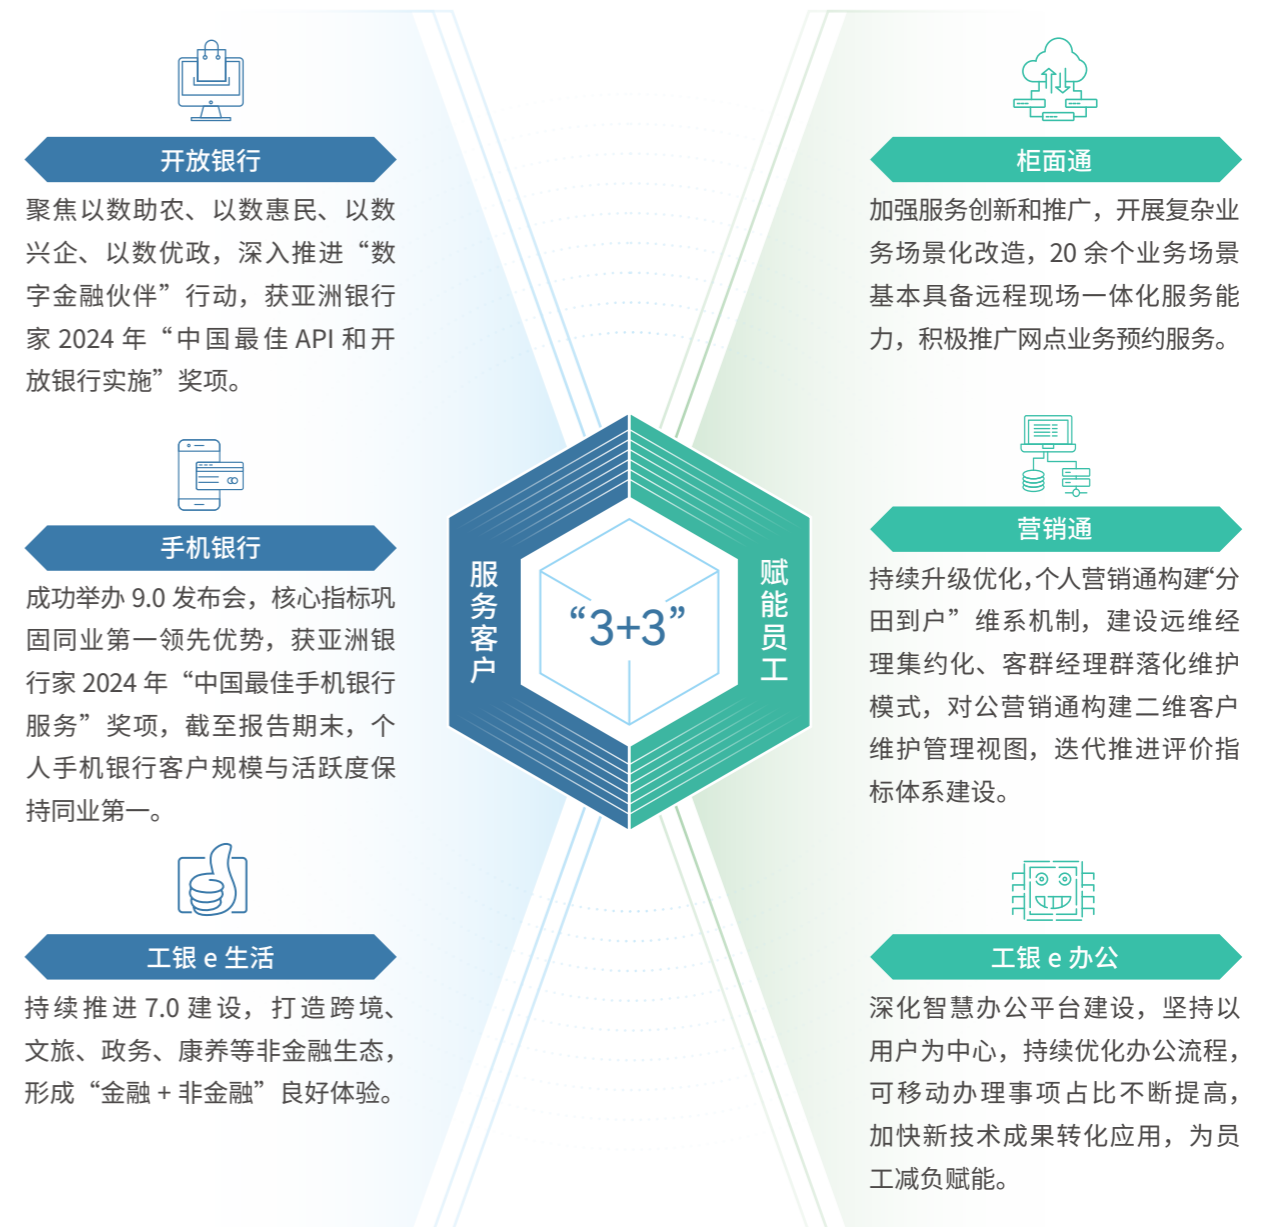 开放银行
聚焦以数助农、以数惠民、以数
兴企、以数优政，深入推进“数
字金融伙伴”行动，获亚洲银行
家 2024 年“中国最佳 API 和开
放银行实施”奖项。
手机银行
成功举办 9.0 发布会，核心指标巩
固同业第一领先优势，获亚洲银
行家 2024 年“中国最佳手机银行
服务”奖项，截至报告期末，个
人手机银行客户规模与活跃度保
持同业第一。
工银 e 生活
持续推进 7.0 建设，打造跨境、
文旅、政务、康养等非金融生态，
形成“金融 + 非金融”良好体验。
服务客户
“3+3”
赋能员工
柜面通
加强服务创新和推广，开展复杂业
务场景化改造，20 余个业务场景
基本具备远程现场一体化服务能
力，积极推广网点业务预约服务。
营销通
持续升级优化，个人营销通构建“分
田到户”维系机制，建设远维经
理集约化、客群经理群落化维护
模式，对公营销通构建二维客户
维护管理视图，迭代推进评价指
标体系建设。
工银 e 办公
深化智慧办公平台建设，坚持以
用户为中心，持续优化办公流程，
可移动办理事项占比不断提高，
加快新技术成果转化应用，为员
工减负赋能。